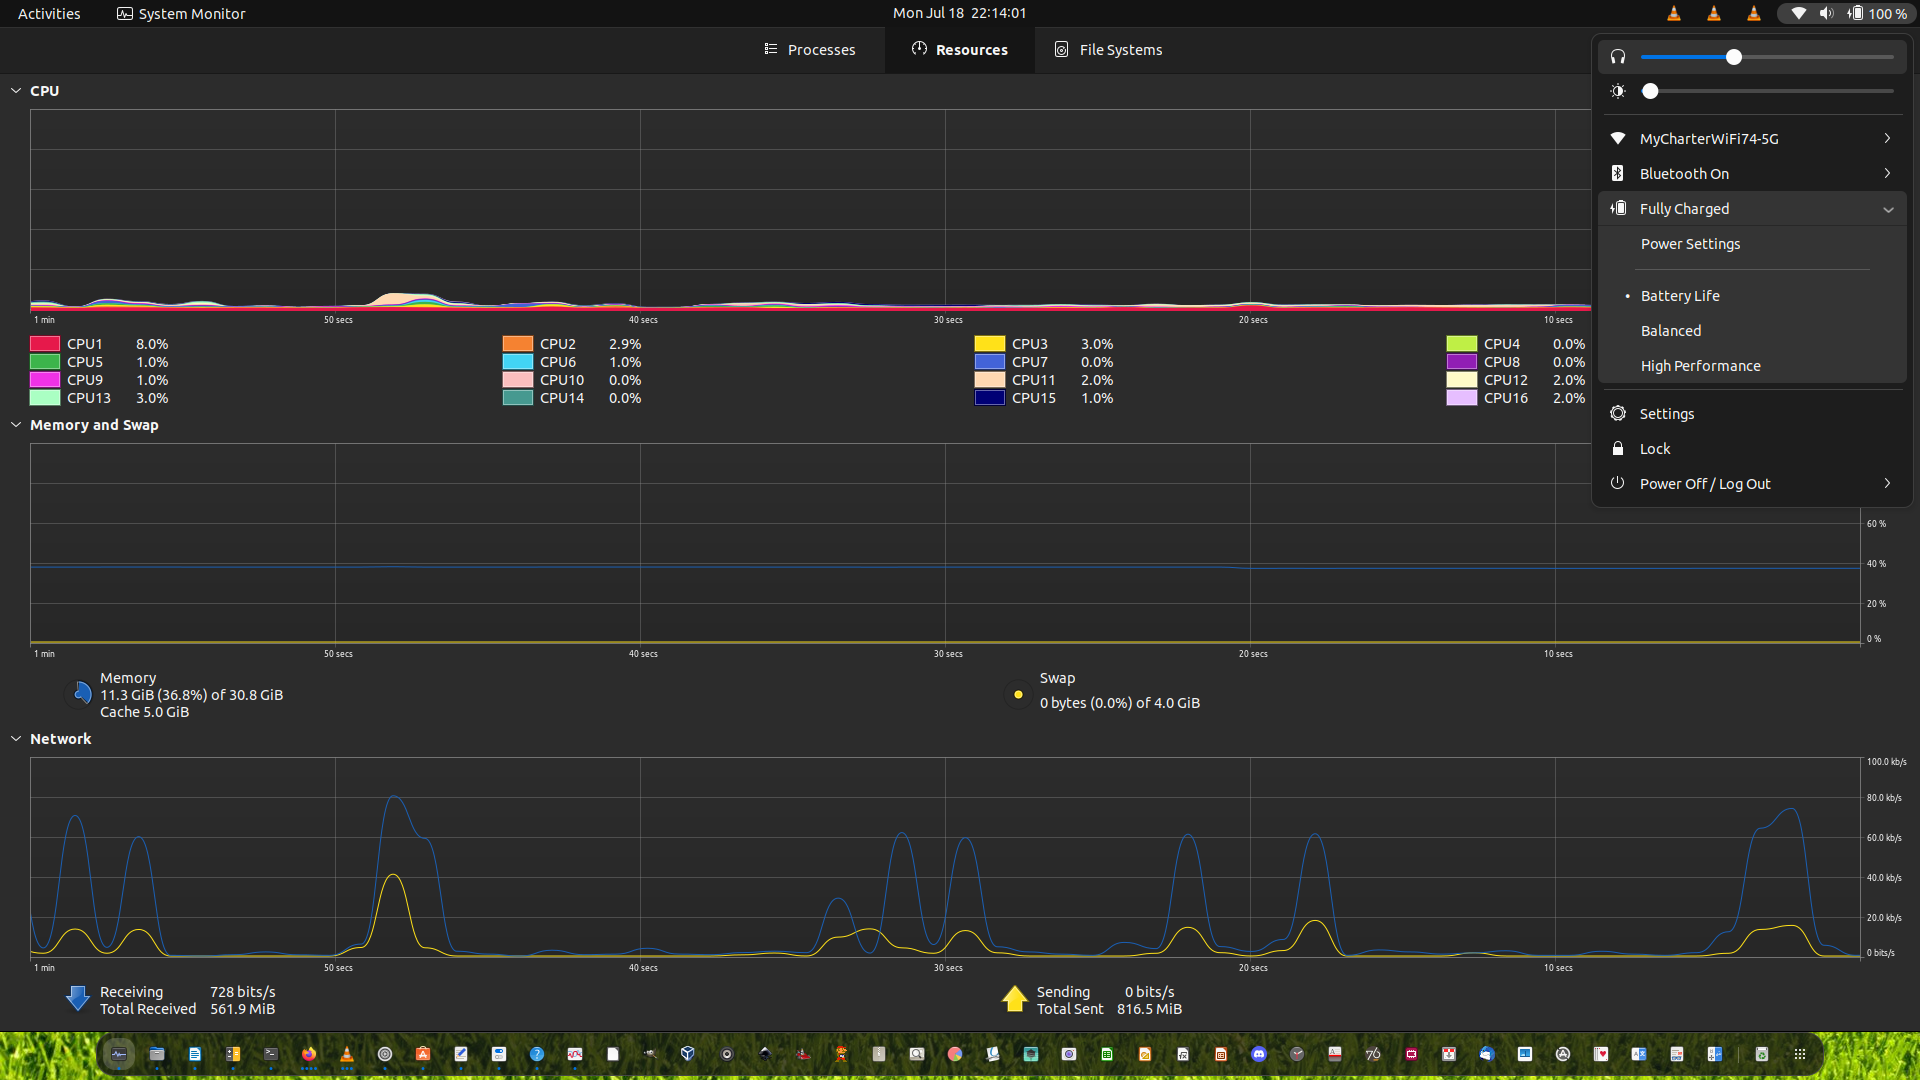 Activities
System Monitor
Mon Jul 18 22:14:01
100 %
Processes
Resources
File Systems
CPU
1 min
50 secs
40 secs
30 secs
20 secs
10 secs
CPU1 8.0%
CPU2 2.9%
CPU3 3.0%
CPU4 0.0%
CPU5 1.0%
CPU6 1.0%
CPU7 0.0%
CPU8 0.0%
CPU9 1.0%
CPU10 0.0%
CPU11 2.0%
CPU12 2.0%
CPU13 3.0%
CPU14 0.0%
CPU15 1.0%
CPU16 2.0%
MyCharterWiFi74-5G
Bluetooth On
Fully Charged
Power Settings
• Battery Life
Balanced
High Performance
Settings
Lock
Power Off / Log Out
Memory and Swap
60 %
40 %
20 %
0 %
1 min
50 secs
40 secs
30 secs
20 secs
10 secs
Memory
11.3 GiB (36.8%) of 30.8 GiB
Cache 5.0 GiB
Swap
0 bytes (0.0%) of 4.0 GiB
Network
100.0 kb/s
80.0 kb/s
60.0 kb/s
40.0 kb/s
20.0 kb/s
0 bits/s
1 min
50 secs
40 secs
30 secs
20 secs
10 secs
Receiving 728 bits/s
Total Received 561.9 MiB
Sending 0 bits/s
Total Sent 816.5 MiB
76